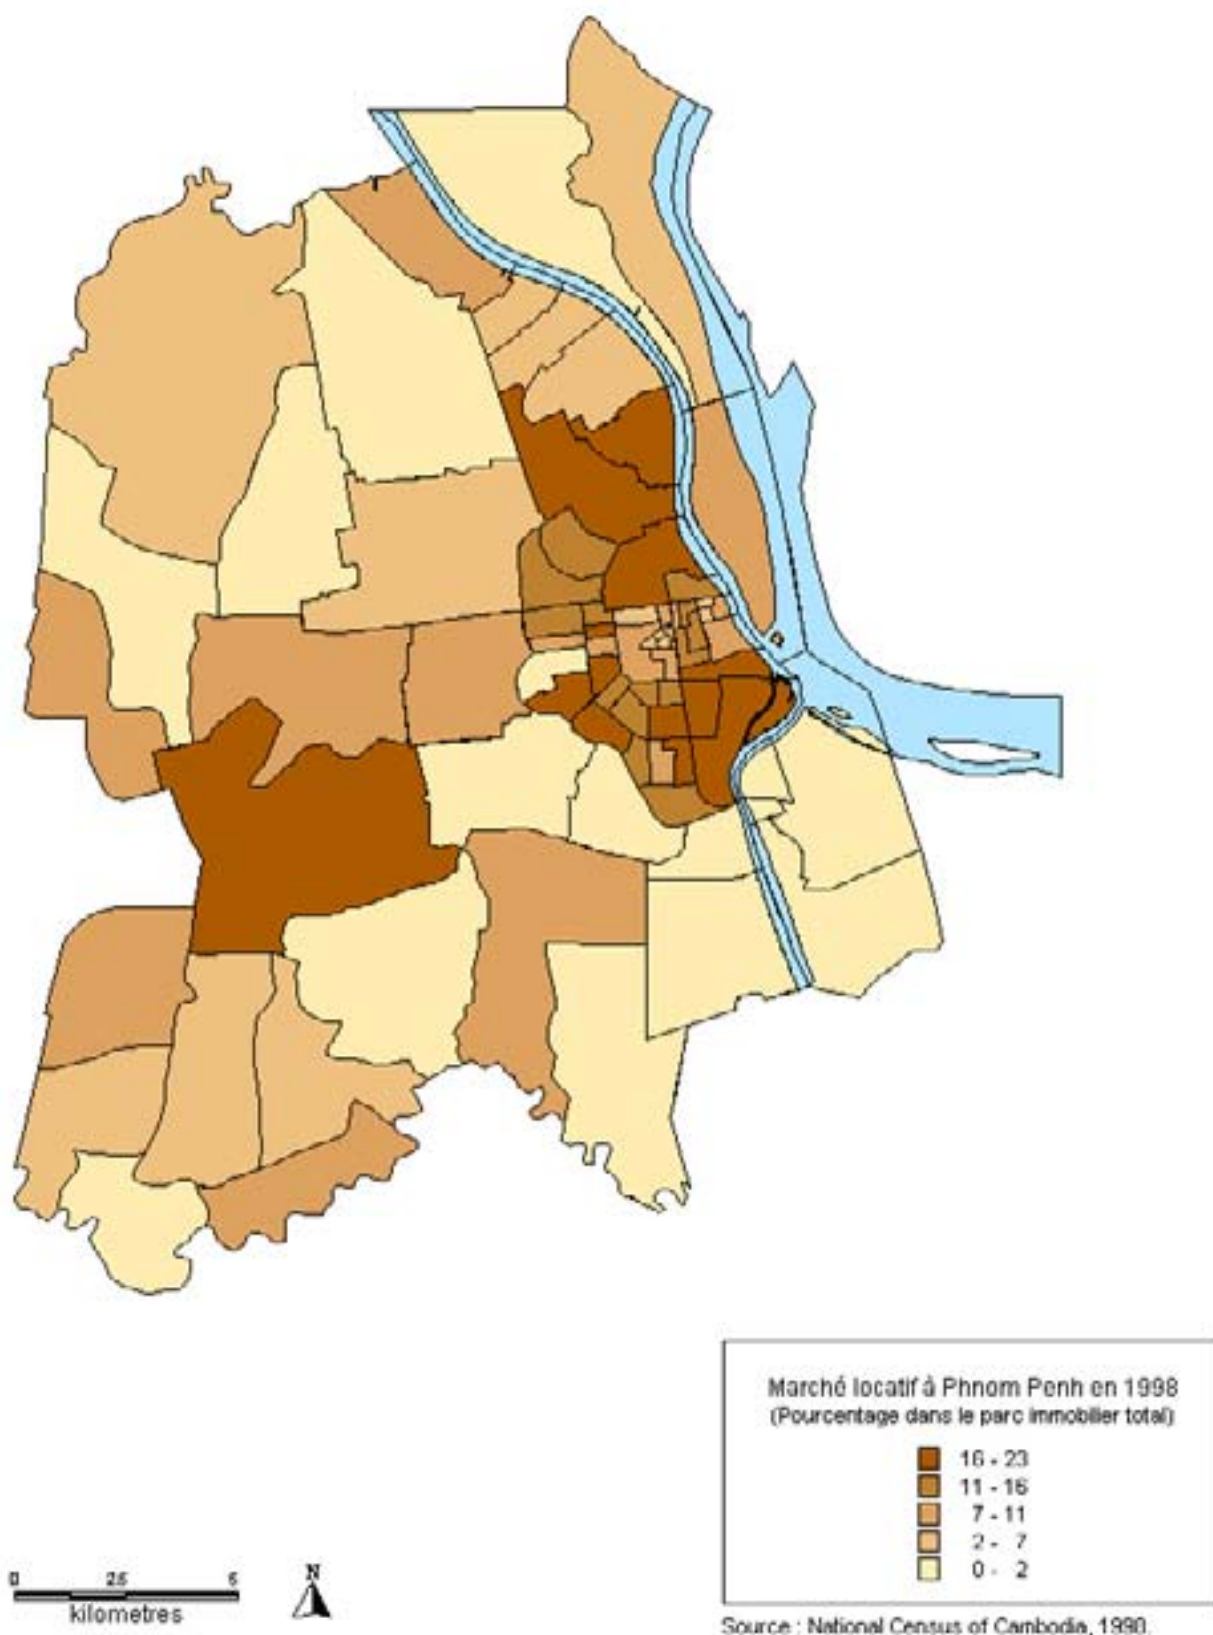 Marché locatif à Phnom Penh en 1998
(Pourcentage dans le parc immobilier total)
16 - 23
11 - 16
7 - 11
2 - 7
0 - 2
0 2.5 5
kilometres
N
Source : National Census of Cambodia, 1998.